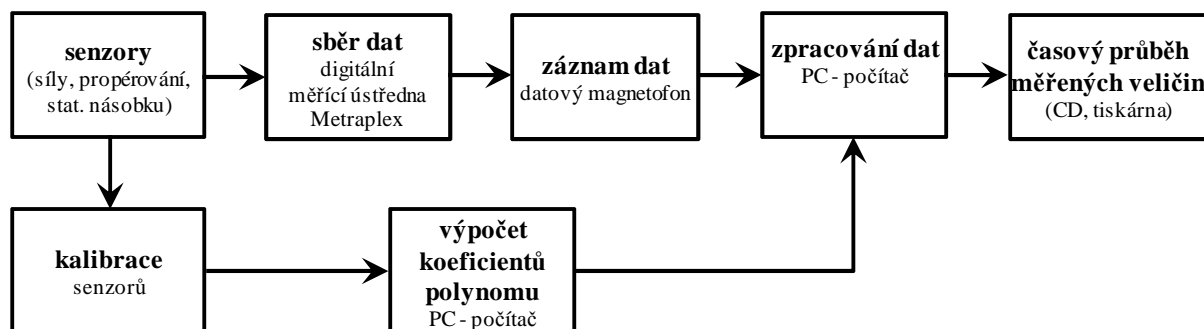 senzory
(síly, propérování,
stat. násobku)
sběr dat
digitální
měřící ústředna
Metraplex
záznam dat
datový magnetofon
zpracování dat
PC - počítač
časový průběh
měřených veličin
(CD, tiskárna)
kalibrace
senzorů
výpočet
koeficientů
polynomu
PC - počítač